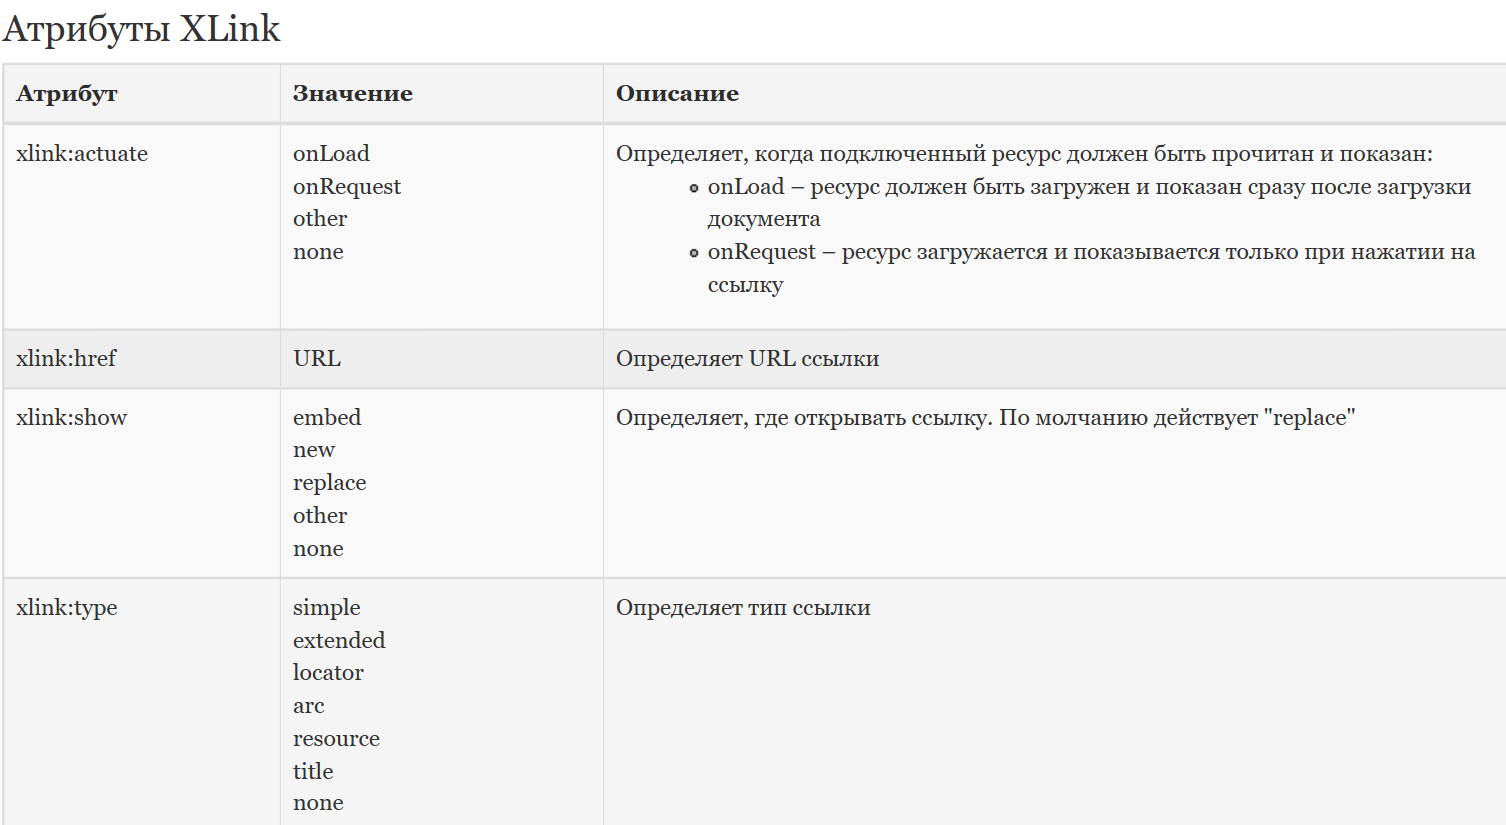 Атрибуты XLink
Атрибут Значение Описание
xlink:actuate
onLoad
onRequest
other
none
Определяет, когда подключенный ресурс должен быть прочитан и показан:
onLoad – ресурс должен быть загружен и показан сразу после загрузки
документа
onRequest – ресурс загружается и показывается только при нажатии на
ссылку
xlink:href URL Определяет URL ссылки
xlink:show
embed
new
replace
other
none
Определяет, где открывать ссылку. По молчанию действует "replace"
xlink:type
simple
extended
locator
arc
resource
title
none
Определяет тип ссылки